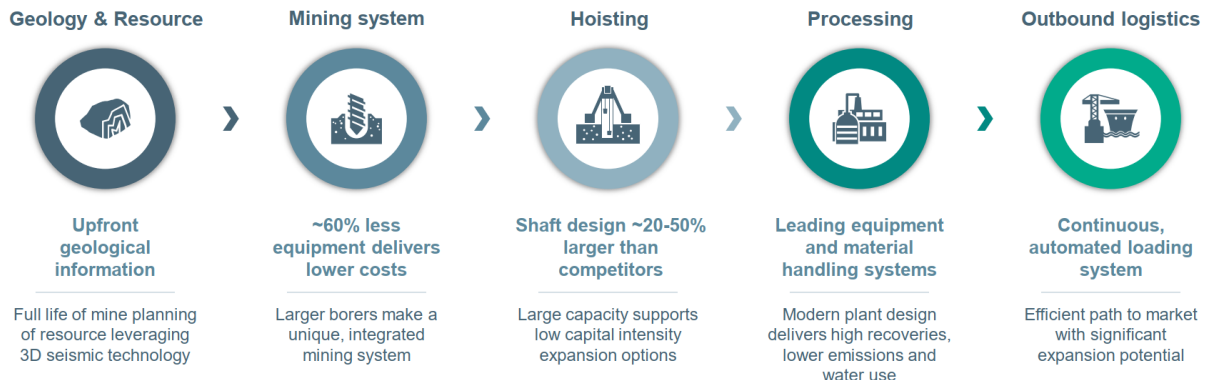 Geology & Resource
Mining system
Hoisting
Processing
Outbound logistics
Upfront
geological
information
~60% less
equipment delivers
lower costs
Shaft design ~20-50%
larger than
competitors
Leading equipment
and material
handling systems
Continuous,
automated loading
system
Full life of mine planning
of resource leveraging
3D seismic technology
Larger borers make a
unique, integrated
mining system
Large capacity supports
low capital intensity
expansion options
Modern plant design
delivers high recoveries,
lower emissions and
water use
Efficient path to market
with significant
expansion potential